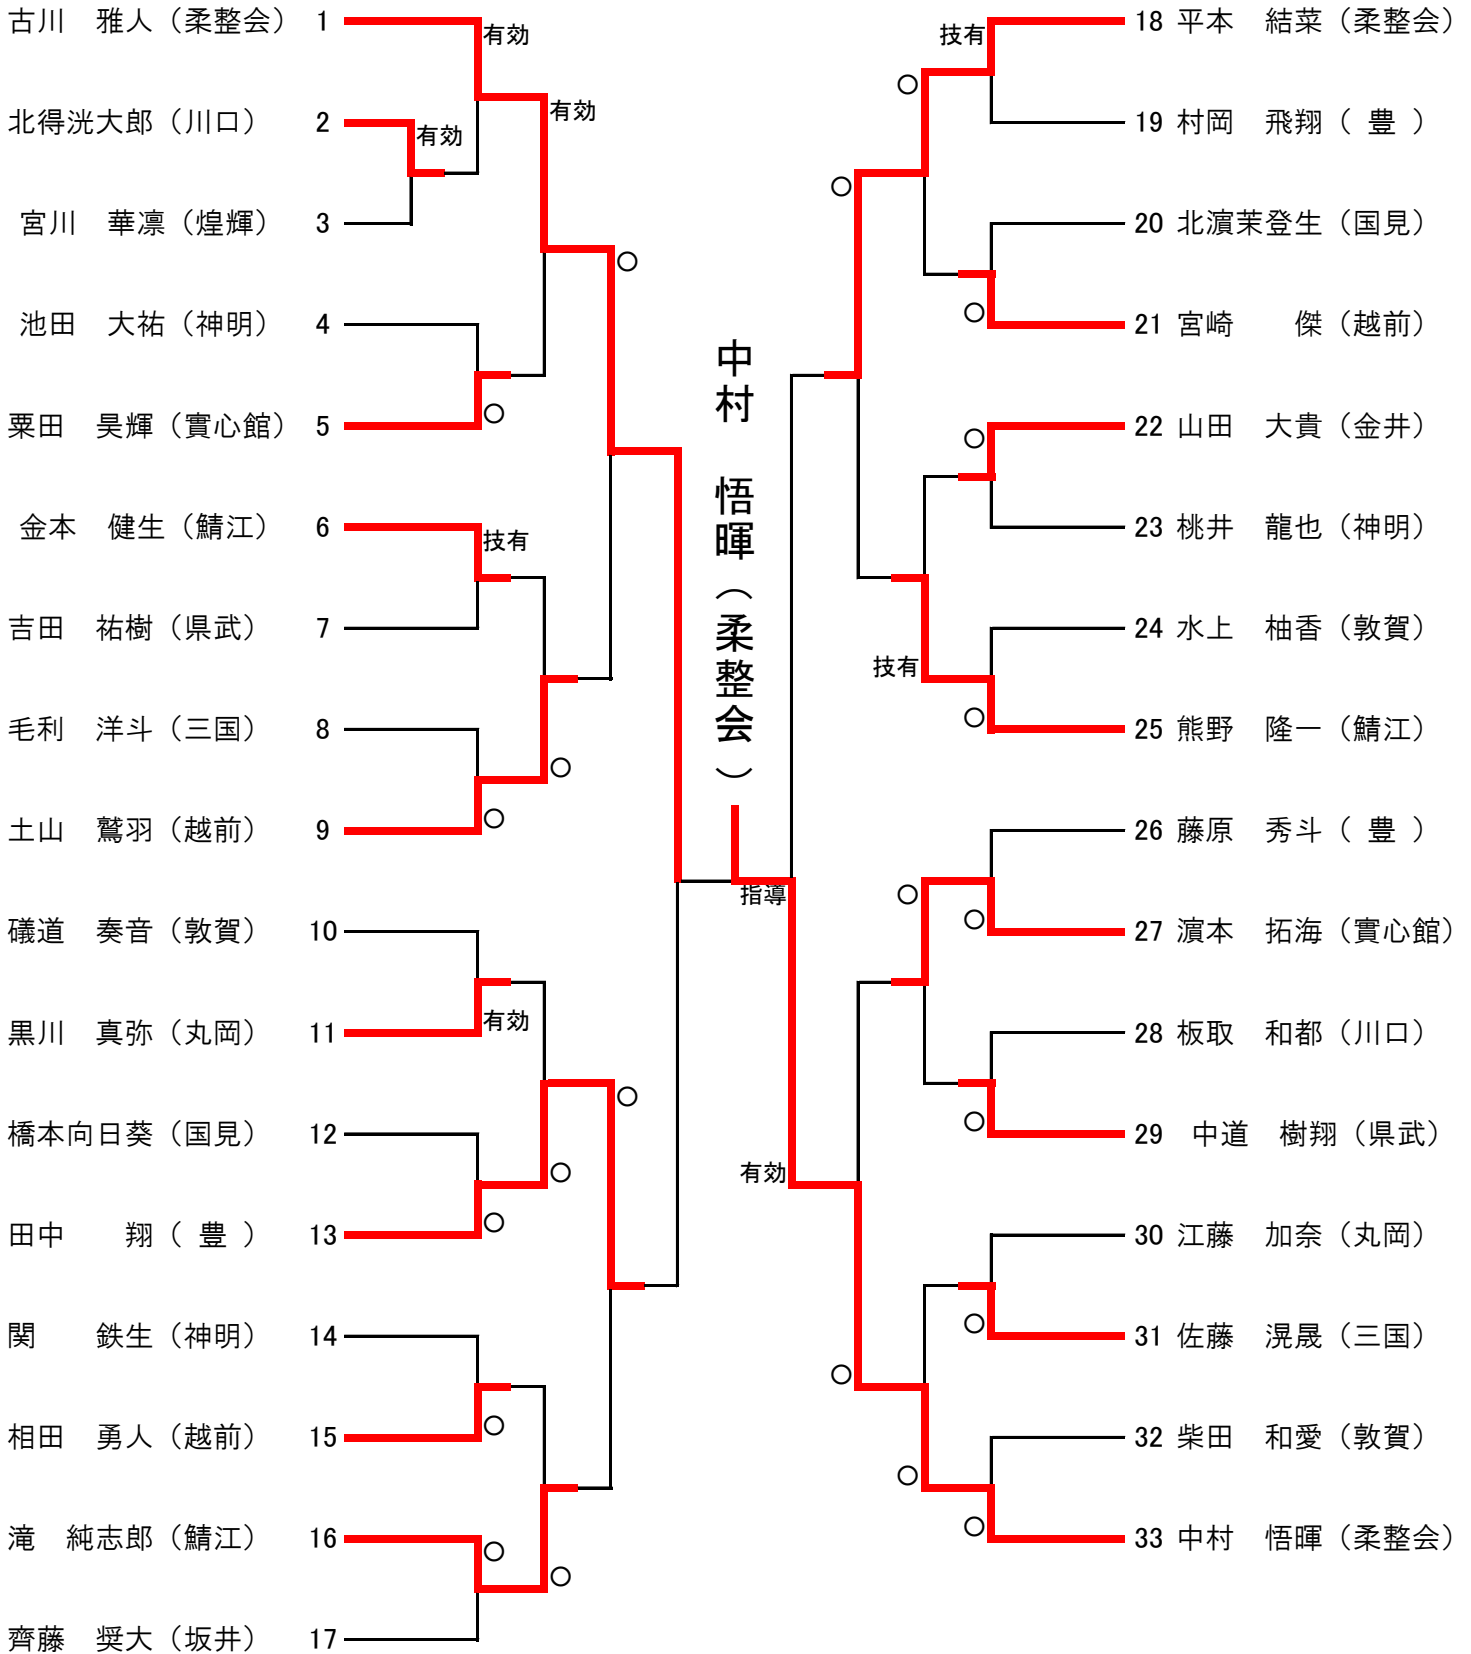 古川　雅人（柔整会） 1
有効
北得洸大郎（川口） 2
有効
有効
宮川　華凛（煌輝） 3
○
池田　大祐（神明） 4
粟田　昊輝（實心館） 5
○
金本　健生（鯖江） 6
技有
吉田　祐樹（県武） 7
毛利　洋斗（三国） 8
○
土山　鷲羽（越前） 9
○
礒道　奏音（敦賀） 10
黒川　真弥（丸岡） 11
有効
○
橋本向日葵（国見） 12
○
田中　　翔（ 豊 ） 13
○
関　　鉄生（神明） 14
相田　勇人（越前） 15
○
滝　純志郎（鯖江） 16
○
○
齊藤　奨大（坂井） 17
中村　悟暉（柔整会）
指導
有効
技有
18 平本　結菜（柔整会）
○
19 村岡　飛翔（ 豊 ）
○
20 北濵茉登生（国見）
○
21 宮崎　　傑（越前）
○
22 山田　大貴（金井）
23 桃井　龍也（神明）
24 水上　柚香（敦賀）
技有
○
25 熊野　隆一（鯖江）
26 藤原　秀斗（ 豊 ）
○
○
27 濵本　拓海（實心館）
28 板取　和都（川口）
○
29 中道　樹翔（県武）
30 江藤　加奈（丸岡）
○
31 佐藤　滉晟（三国）
○
32 柴田　和愛（敦賀）
○
○
33 中村　悟暉（柔整会）